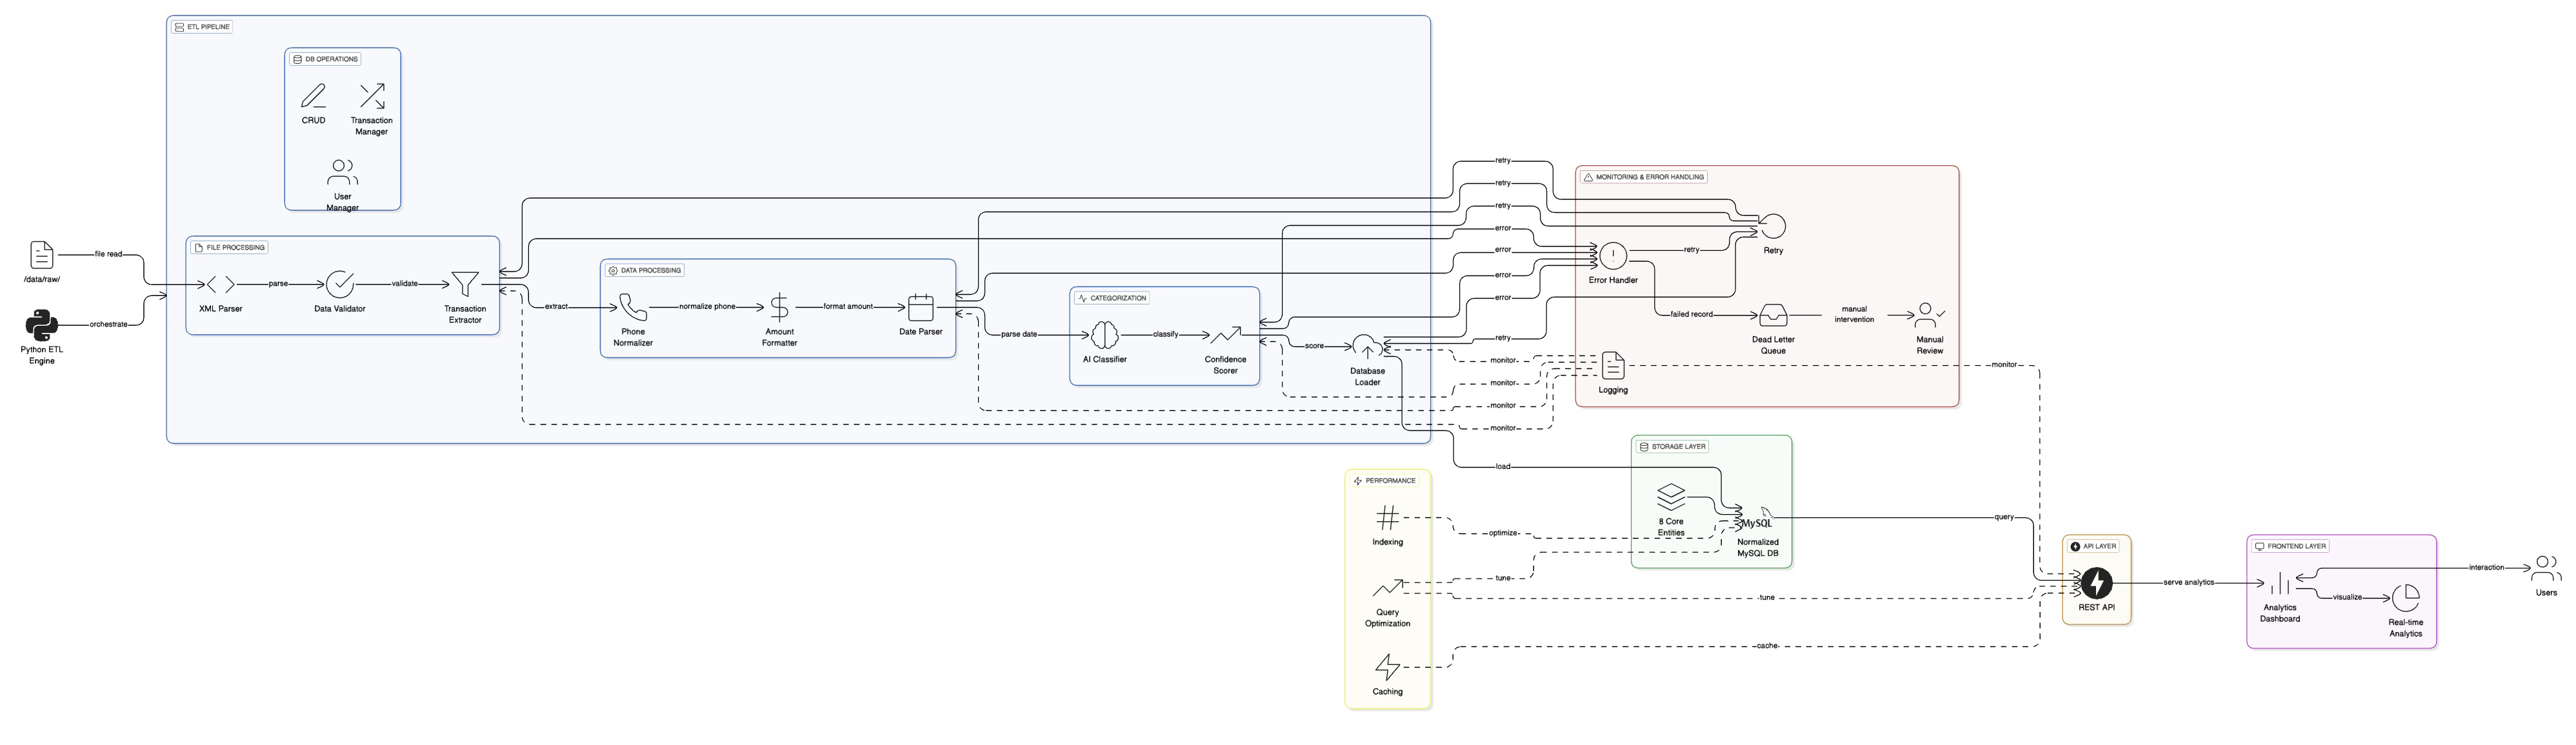 ETL PIPELINE
DB OPERATIONS
CRUD
Transaction
Manager
User
Manager
file read
/data/raw/
orchestrate
Python ETL
Engine
FILE PROCESSING
XML Parser
parse
Data Validator
validate
Transaction
Extractor
extract
DATA PROCESSING
Phone
Normalizer
normalize phone
Amount
Formatter
format amount
Date Parser
parse date
CATEGORIZATION
AI Classifier
classify
Confidence
Scorer
score
Database
Loader
retry
retry
retry
error
error
error
error
retry
monitor
monitor
monitor
monitor
load
MONITORING & ERROR HANDLING
Error Handler
retry
Retry
failed record
Dead Letter
Queue
manual
intervention
Manual
Review
Logging
monitor
STORAGE LAYER
8 Core
Entities
MySQL
Normalized
MySQL DB
query
PERFORMANCE
Indexing
optimize
Query
Optimization
tune
tune
Caching
cache
API LAYER
REST API
serve analytics
FRONTEND LAYER
Analytics
Dashboard
visualize
Real-time
Analytics
interaction
Users